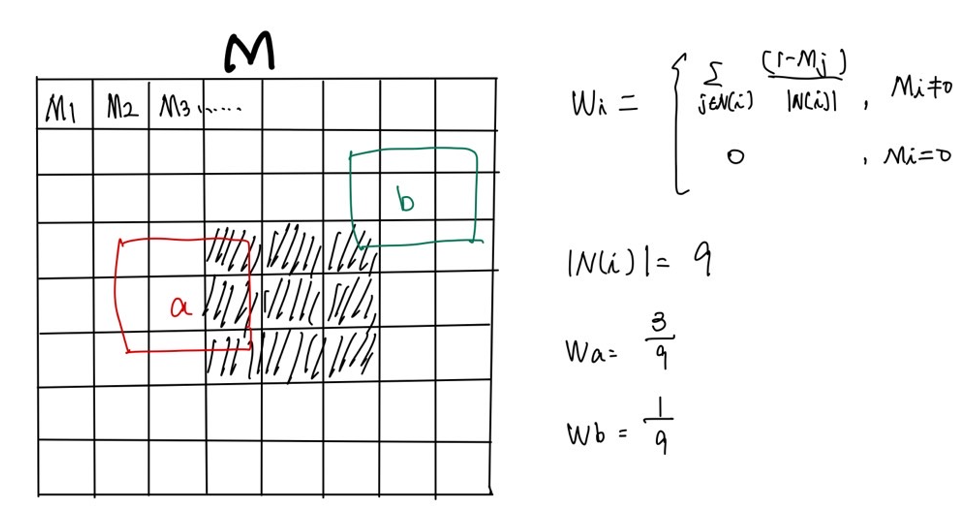 M
M1 M2 M3 ......
a
b
Wi = { Σ j∈N(i) (1-Mj) / |N(i)| , Mi≠0
0 , Mi=0
|N(i)| = 9
Wa= 3/9
Wb = 1/9